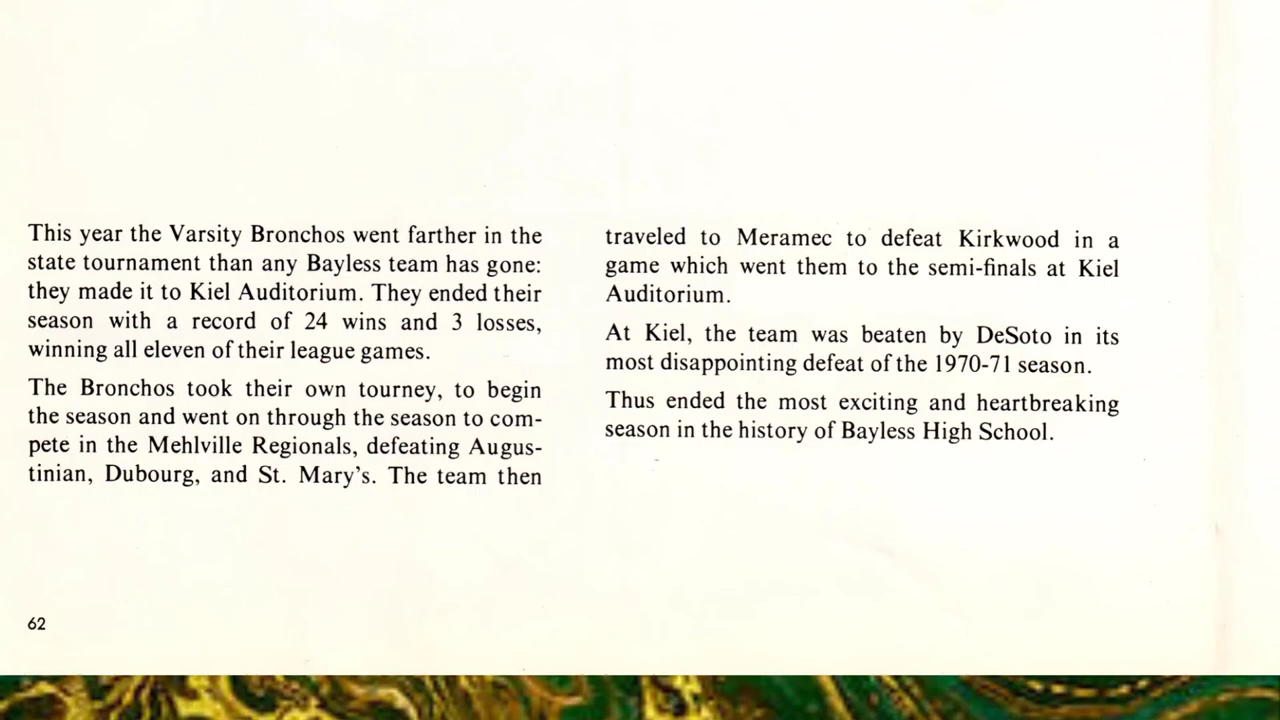 This year the Varsity Bronchos went farther in the
state tournament than any Bayless team has gone:
they made it to Kiel Auditorium. They ended their
season with a record of 24 wins and 3 losses,
winning all eleven of their league games.
The Bronchos took their own tourney, to begin
the season and went on through the season to com-
pete in the Mehlville Regionals, defeating Augus-
tinian, Dubourg, and St. Mary's. The team then
traveled to Meramec to defeat Kirkwood in a
game which went them to the semi-finals at Kiel
Auditorium.
At Kiel, the team was beaten by DeSoto in its
most disappointing defeat of the 1970-71 season.
Thus ended the most exciting and heartbreaking
season in the history of Bayless High School.
62